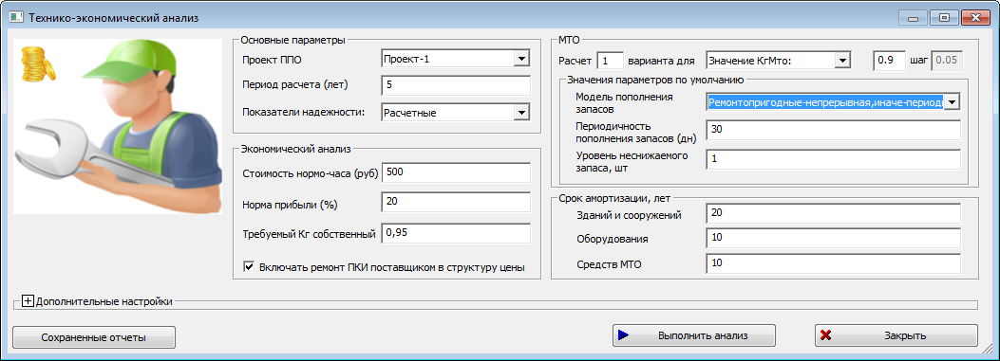 Технико-экономический анализ
Основные параметры
Проект ППО
Проект-1
Период расчета (лет)
5
Показатели надежности:
Расчетные
Экономический анализ
Стоимость нормо-часа (руб)
500
Норма прибыли (%)
20
Требуемый Кг собственный
0,95
Включать ремонт ПКИ поставщиком в структуру цены
МТО
Расчет 1 варианта для Значение КгМто: 0.9 шаг 0.05
Значения параметров по умолчанию
Модель пополнения
запасов
Ремонтопригодные-непрерывная,иначе-период
Периодичность
пополнения запасов (дн)
30
Уровень неснижаемого
запаса, шт
1
Срок амортизации, лет
Зданий и сооружений
20
Оборудования
10
Средств МТО
10
Дополнительные настройки
Сохраненные отчеты
Выполнить анализ
Закрыть